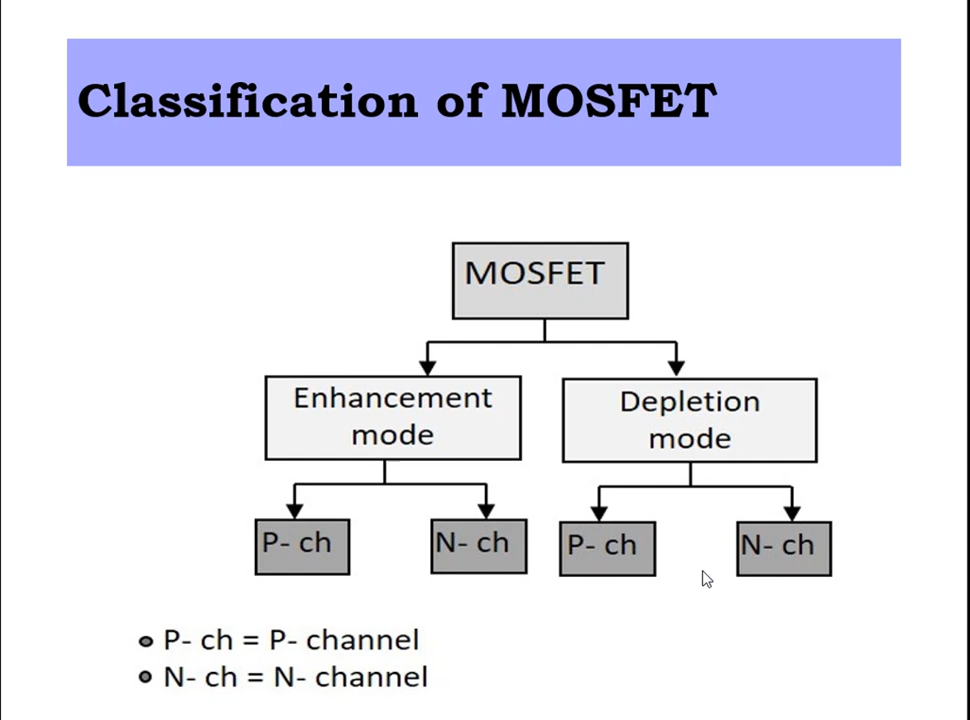 Classification of MOSFET
MOSFET
Enhancement
mode
Depletion
mode
P- ch
N- ch
P- ch
N- ch
P- ch = P- channel
N- ch = N- channel